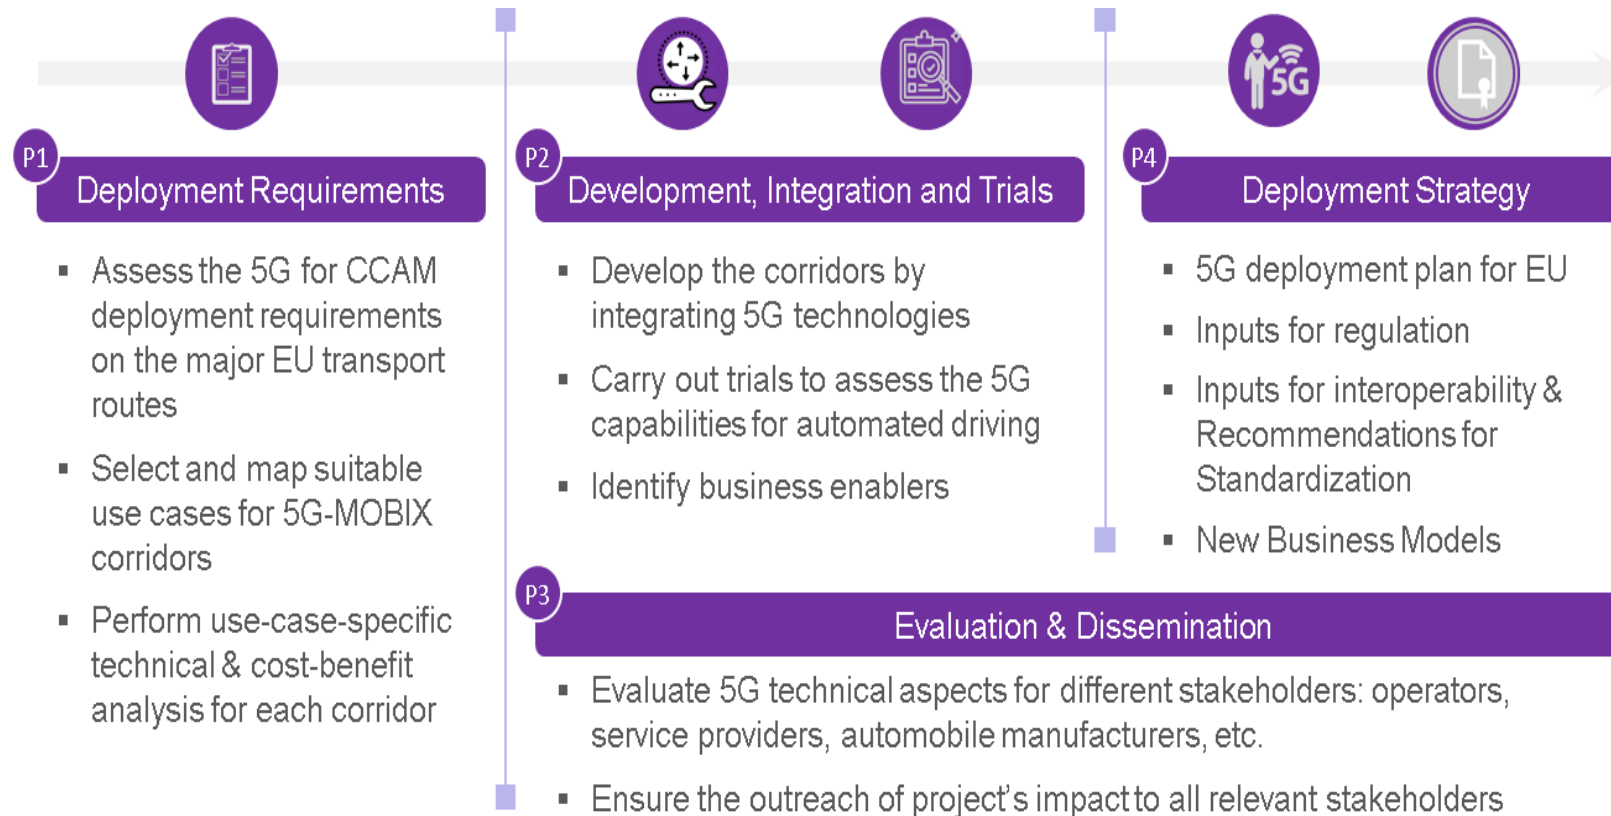 P1
Deployment Requirements
▪ Assess the 5G for CCAM
deployment requirements
on the major EU transport
routes
▪ Select and map suitable
use cases for 5G-MOBIX
corridors
▪ Perform use-case-specific
technical & cost-benefit
analysis for each corridor
P2
Development, Integration and Trials
▪ Develop the corridors by
integrating 5G technologies
▪ Carry out trials to assess the 5G
capabilities for automated driving
▪ Identify business enablers
5G
P4
Deployment Strategy
▪ 5G deployment plan for EU
▪ Inputs for regulation
▪ Inputs for interoperability &
Recommendations for
Standardization
▪ New Business Models
P3
Evaluation & Dissemination
▪ Evaluate 5G technical aspects for different stakeholders: operators,
service providers, automobile manufacturers, etc.
▪ Ensure the outreach of project's impact to all relevant stakeholders